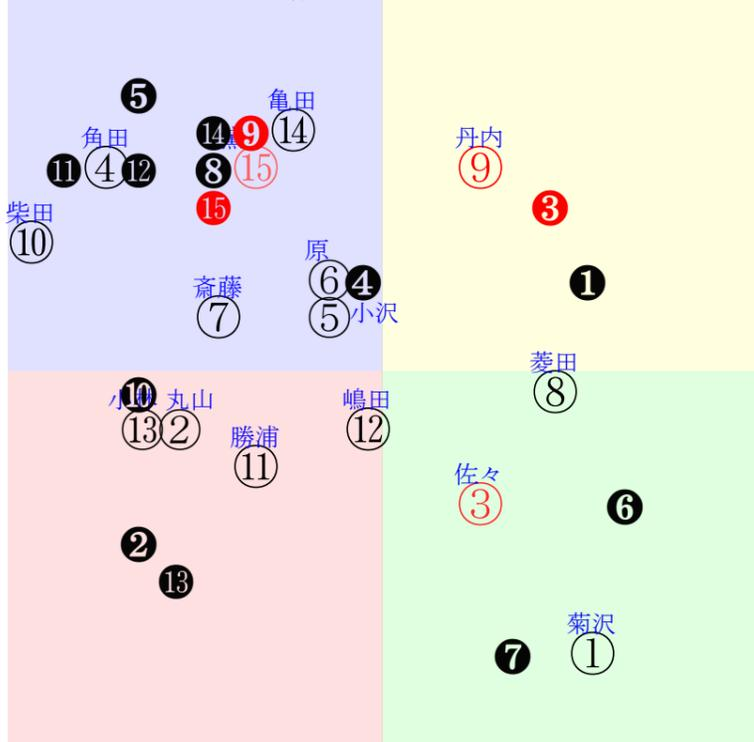 ❺
亀田
⑭
⓮
❾
角田
丹内
⓫
④
⓬
❽
⑮
⑨
⓯
❸
柴田
⑩
原
⑥
❹
❶
斎藤
⑦
⑤
小沢
菱田
⑧
❿
丸山
嶋田
⑬
②
⑫
勝浦
⑪
佐々
③
❻
❷
⓭
菊沢
①
❼